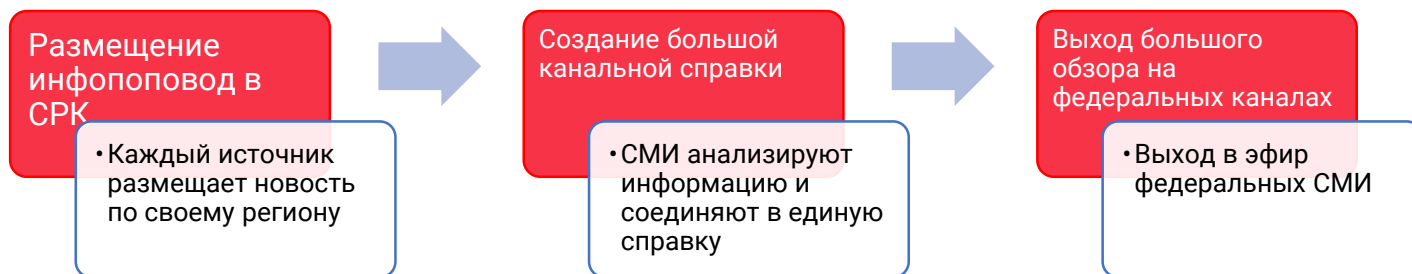 Размещение
инфопоповод в
СРК
• Каждый источник
размещает новость
по своему региону
Создание большой
канальной справки
• СМИ анализируют
информацию и
соединяют в единую
справку
Выход большого
обзора на
федеральных каналах
• Выход в эфир
федеральных СМИ